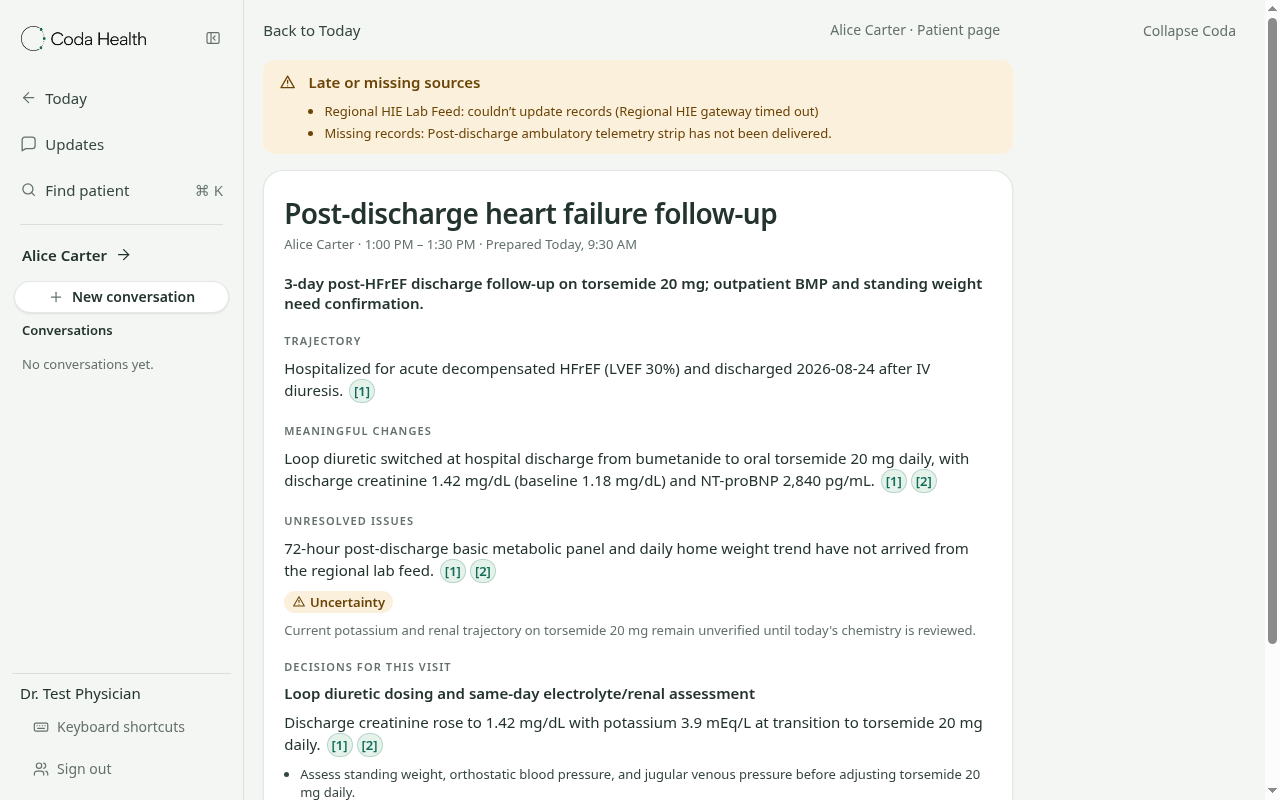 Coda Health
Today
Updates
Find patient ⌘ K
Alice Carter →
+ New conversation
Conversations
No conversations yet.
Dr. Test Physician
Keyboard shortcuts
Sign out
Back to Today
Alice Carter · Patient page
Collapse Coda
Late or missing sources
• Regional HIE Lab Feed: couldn’t update records (Regional HIE gateway timed out)
• Missing records: Post-discharge ambulatory telemetry strip has not been delivered.
Post-discharge heart failure follow-up
Alice Carter · 1:00 PM – 1:30 PM · Prepared Today, 9:30 AM
3-day post-HFrEF discharge follow-up on torsemide 20 mg; outpatient BMP and standing weight
need confirmation.
TRAJECTORY
Hospitalized for acute decompensated HFrEF (LVEF 30%) and discharged 2026-08-24 after IV
diuresis. [1]
MEANINGFUL CHANGES
Loop diuretic switched at hospital discharge from bumetanide to oral torsemide 20 mg daily, with
discharge creatinine 1.42 mg/dL (baseline 1.18 mg/dL) and NT-proBNP 2,840 pg/mL. [1] [2]
UNRESOLVED ISSUES
72-hour post-discharge basic metabolic panel and daily home weight trend have not arrived from
the regional lab feed. [1] [2]
Uncertainty
Current potassium and renal trajectory on torsemide 20 mg remain unverified until today's chemistry is reviewed.
DECISIONS FOR THIS VISIT
Loop diuretic dosing and same-day electrolyte/renal assessment
Discharge creatinine rose to 1.42 mg/dL with potassium 3.9 mEq/L at transition to torsemide 20 mg
daily. [1] [2]
• Assess standing weight, orthostatic blood pressure, and jugular venous pressure before adjusting torsemide 20
mg daily.